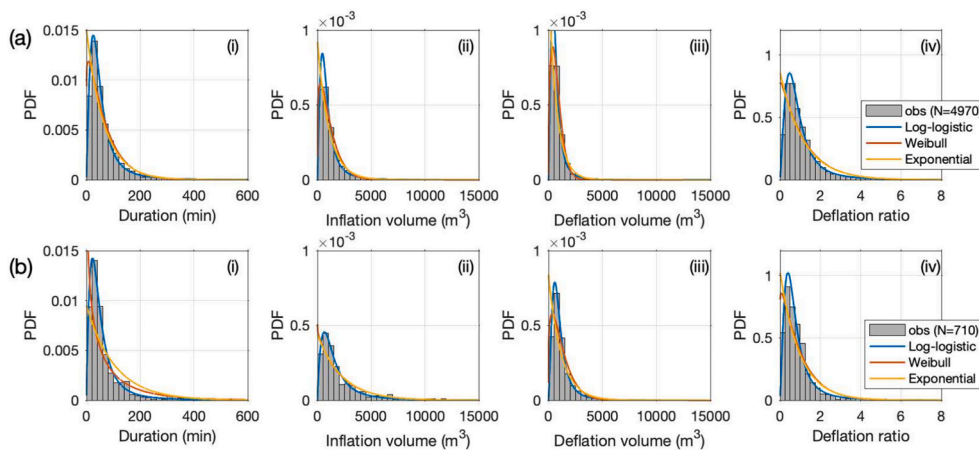 (a)
(i)
0.015
0.01
0.005
0
PDF
0 200 400 600
Duration (min)
(ii)
× 10⁻³
1
0.5
0
PDF
0 5000 10000 15000
Inflation volume (m³)
(iii)
× 10⁻³
1
0.5
0
PDF
0 5000 10000 15000
Deflation volume (m³)
(iv)
1
0.5
0
PDF
0 2 4 6 8
Deflation ratio
obs (N=4970
Log-logistic
Weibull
Exponential
(b)
(i)
0.015
0.01
0.005
0
PDF
0 200 400 600
Duration (min)
(ii)
× 10⁻³
1
0.5
0
PDF
0 5000 10000 15000
Inflation volume (m³)
(iii)
× 10⁻³
1
0.5
0
PDF
0 5000 10000 15000
Deflation volume (m³)
(iv)
1
0.5
0
PDF
0 2 4 6 8
Deflation ratio
obs (N=710)
Log-logistic
Weibull
Exponential